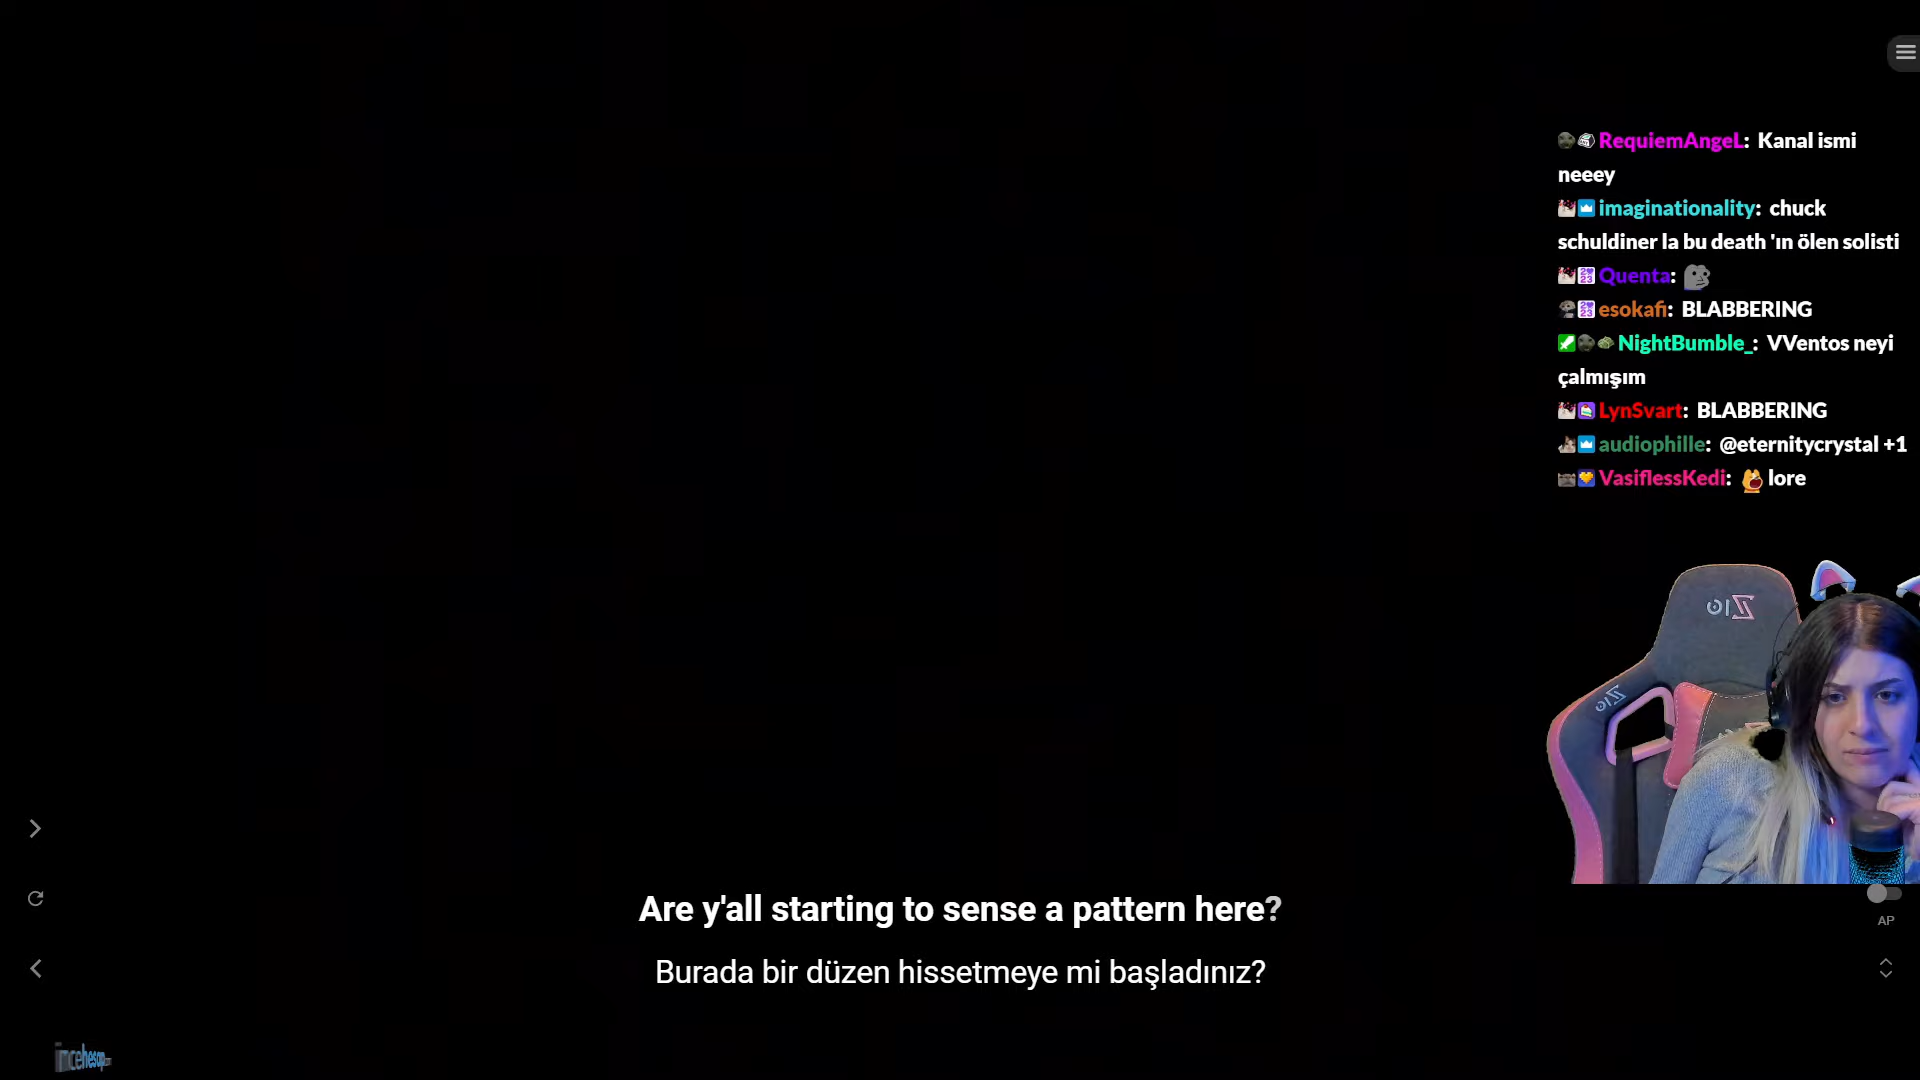 RequiemAngeL: Kanal ismi
neeey
imaginationality: chuck
schuldiner la bu death 'ın ölen solisti
Quenta:
esokafi: BLABBERING
NightBumble_: VVentos neyi
çalmışım
LynSvart: BLABBERING
audiophille: @eternitycrystal +1
VasiflessKedi: lore
AP
Are y'all starting to sense a pattern here?
Burada bir düzen hissetmeye mi başladınız?
incehesap